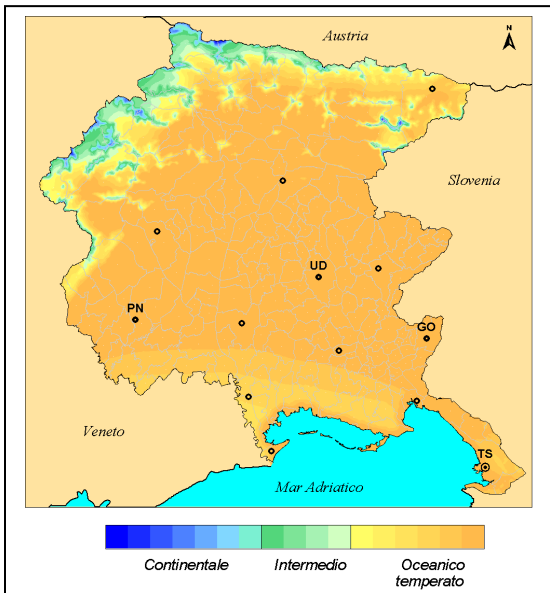 Austria
N
Slovenia
UD
PN
GO
Veneto
TS
Mar Adriatico
Continentale
Intermedio
Oceanico
temperato